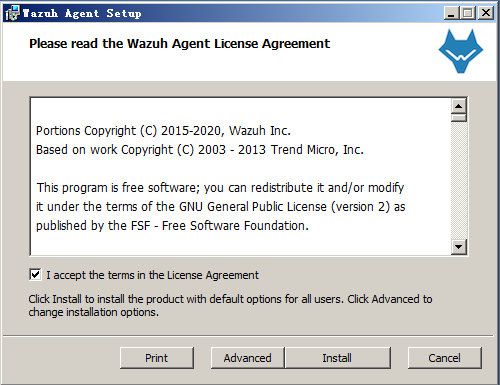 Wazuh Agent Setup
Please read the Wazuh Agent License Agreement
Portions Copyright (C) 2015-2020, Wazuh Inc.
Based on work Copyright (C) 2003 - 2013 Trend Micro, Inc.
This program is free software; you can redistribute it and/or modify
it under the terms of the GNU General Public License (version 2) as
published by the FSF - Free Software Foundation.
I accept the terms in the License Agreement
Click Install to install the product with default options for all users. Click Advanced to
change installation options.
Print
Advanced
Install
Cancel